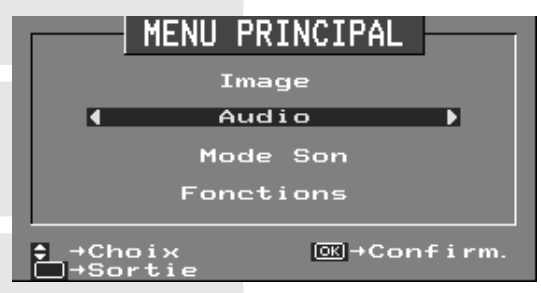 MENU PRINCIPAL
Image
Audio
Mode Son
Fonctions
→Choix OK→Confirm.
→Sortie